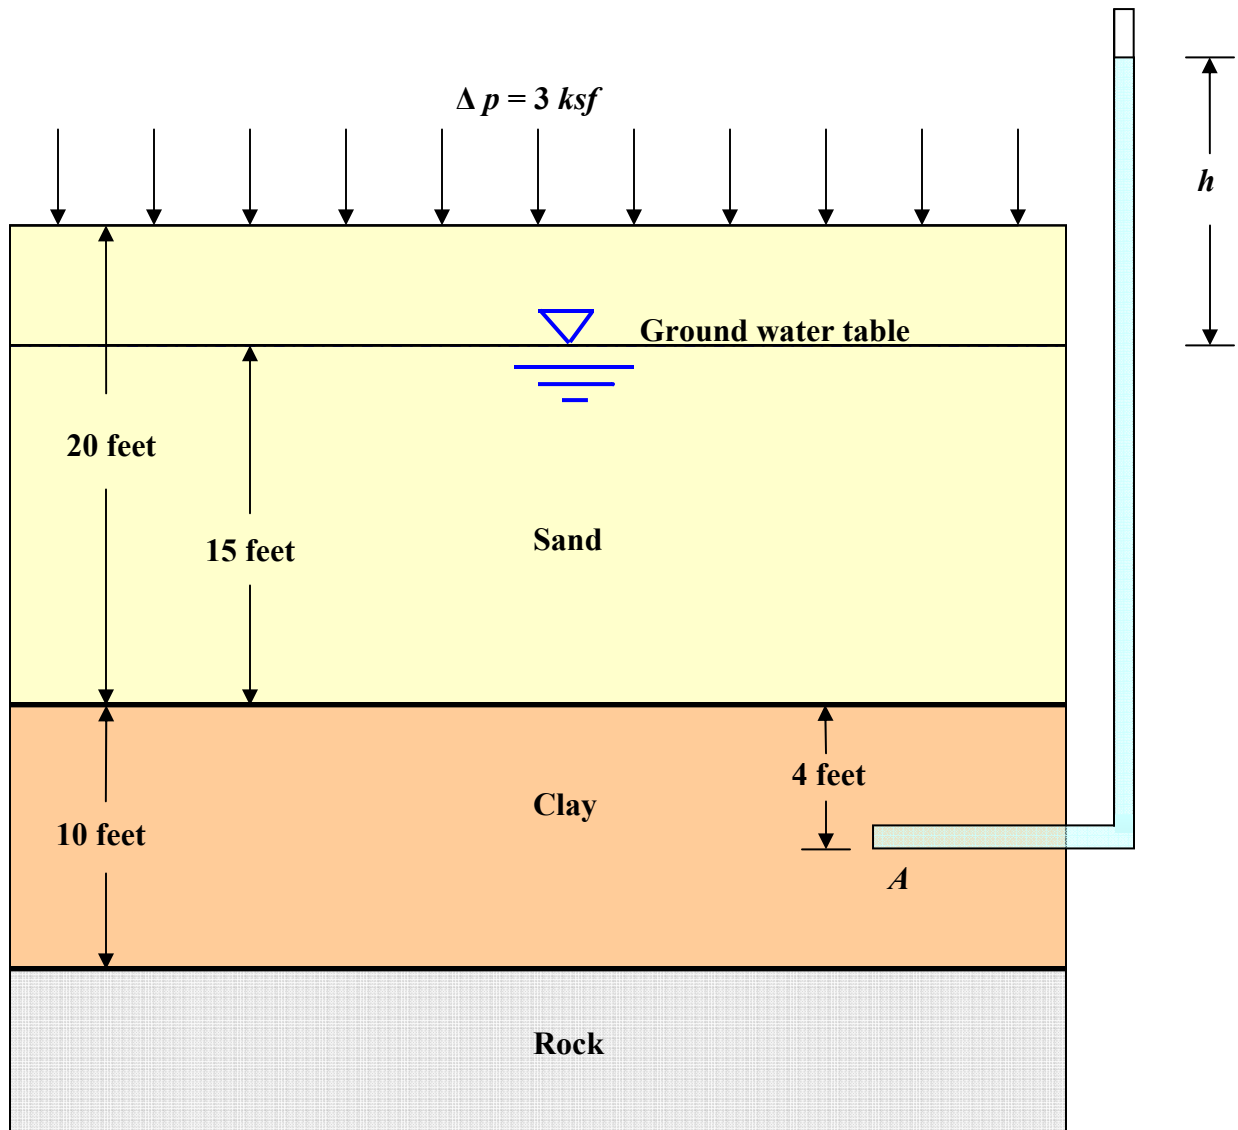 Δ p = 3 ksf
h
Ground water table
20 feet
15 feet
Sand
4 feet
Clay
10 feet
A
Rock